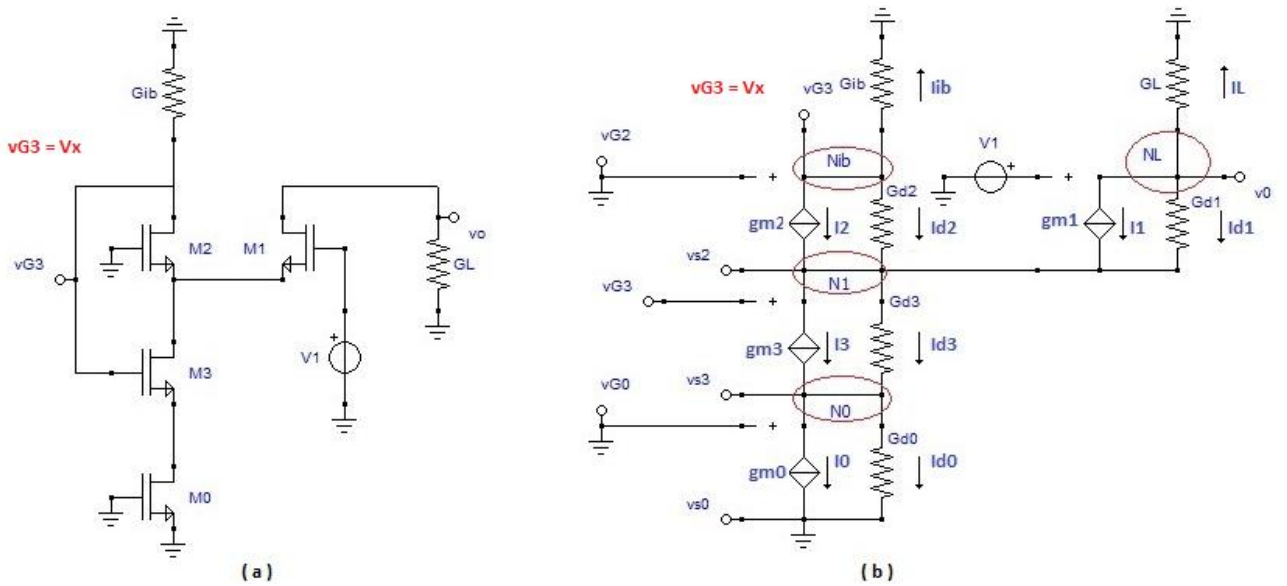 Gib
vG3 = Vx
M2
M1
vo
vG3
GL
M3
V1
M0
( a )
vG3 = Vx
Gib
Iib
GL
IL
vG3
vG2
V1
+
+
Nib
+
NL
Gd2
v0
gm2
I2
Id2
gm1
I1
Gd1
Id1
vs2
N1
vG3
+
Gd3
gm3
I3
Id3
vs3
vG0
N0
+
Gd0
gm0
I0
Id0
vs0
( b )
+